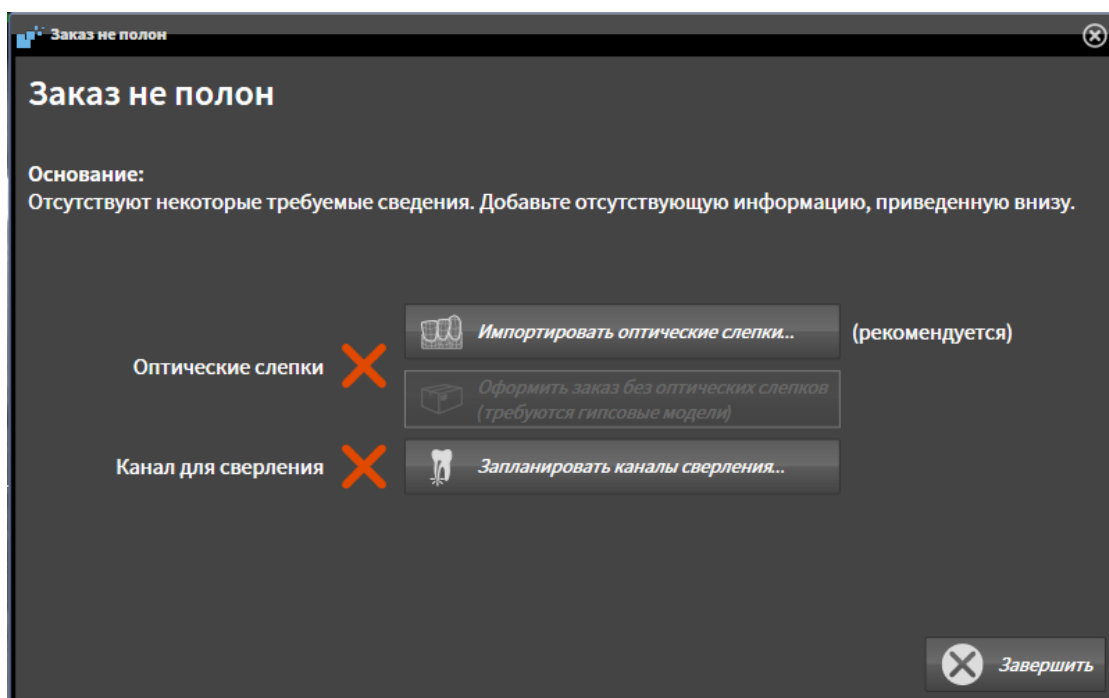 Заказ не полон
Заказ не полон
Основание:
Отсутствуют некоторые требуемые сведения. Добавьте отсутствующую информацию, приведенную внизу.
Импортировать оптические слепки... (рекомендуется)
Оптические слепки
Оформить заказ без оптических слепков
(требуются гипсовые модели)
Канал для сверления Запланировать каналы сверления...
Завершить